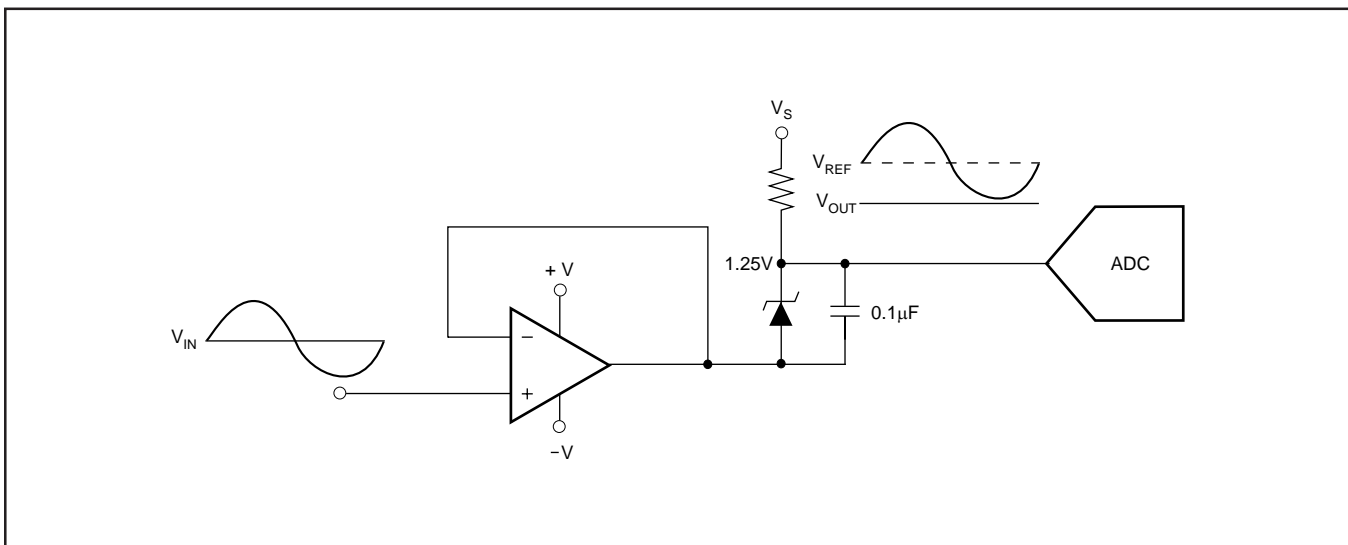 V_S
V_REF
V_OUT
1.25V
ADC
+ V
0.1μF
V_IN
−
+
−V